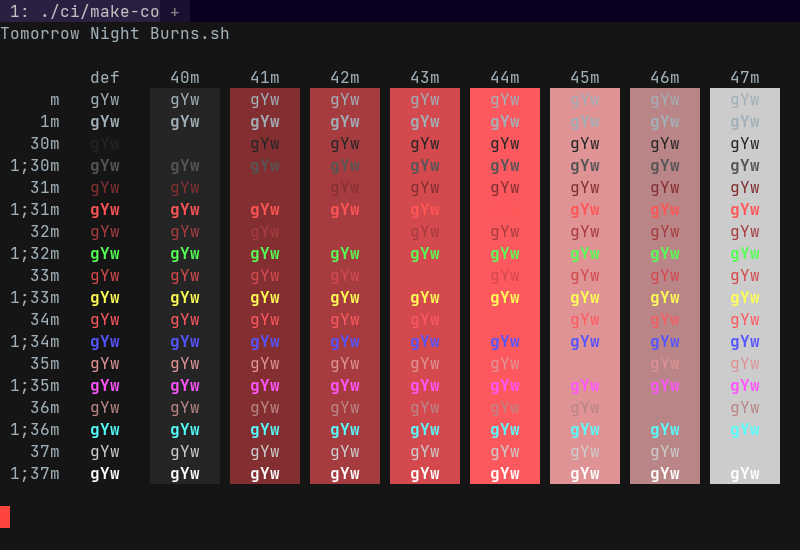 1: ./ci/make-co +
Tomorrow Night Burns.sh
def 40m 41m 42m 43m 44m 45m 46m 47m
m gYw gYw gYw gYw gYw gYw gYw gYw gYw
1m gYw gYw gYw gYw gYw gYw gYw gYw gYw
30m gYw gYw gYw gYw gYw gYw gYw gYw
1;30m gYw gYw gYw gYw gYw gYw gYw gYw gYw
31m gYw gYw gYw gYw gYw gYw gYw gYw
1;31m gYw gYw gYw gYw gYw gYw gYw gYw
32m gYw gYw gYw gYw gYw gYw gYw gYw
1;32m gYw gYw gYw gYw gYw gYw gYw gYw gYw
33m gYw gYw gYw gYw gYw gYw gYw gYw
1;33m gYw gYw gYw gYw gYw gYw gYw gYw gYw
34m gYw gYw gYw gYw gYw gYw gYw gYw
1;34m gYw gYw gYw gYw gYw gYw gYw gYw gYw
35m gYw gYw gYw gYw gYw gYw gYw gYw
1;35m gYw gYw gYw gYw gYw gYw gYw gYw gYw
36m gYw gYw gYw gYw gYw gYw gYw gYw
1;36m gYw gYw gYw gYw gYw gYw gYw gYw gYw
37m gYw gYw gYw gYw gYw gYw gYw gYw
1;37m gYw gYw gYw gYw gYw gYw gYw gYw gYw